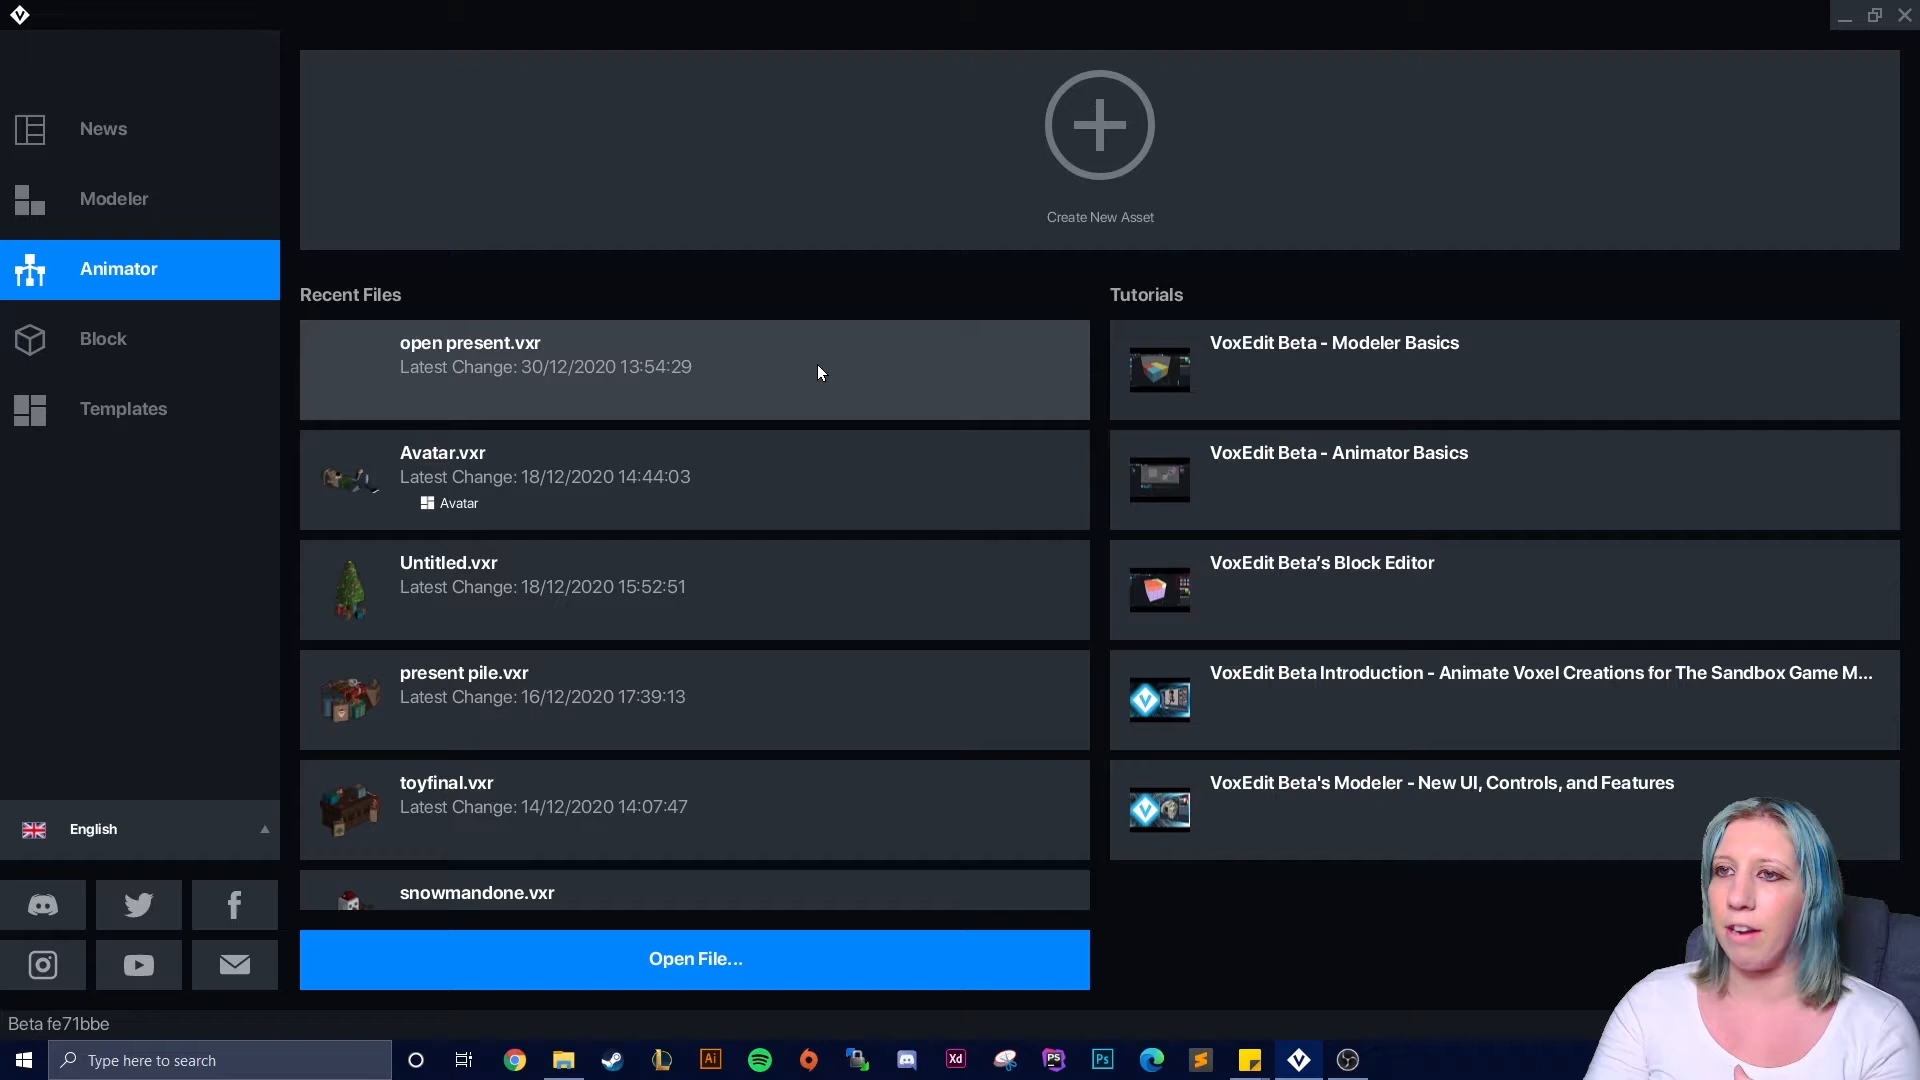 News
Modeler
Animator
Block
Templates
English
Beta fe71bbe
Create New Asset
Recent Files
open present.vxr
Latest Change: 30/12/2020 13:54:29
Avatar.vxr
Latest Change: 18/12/2020 14:44:03
Avatar
Untitled.vxr
Latest Change: 18/12/2020 15:52:51
present pile.vxr
Latest Change: 16/12/2020 17:39:13
toyfinal.vxr
Latest Change: 14/12/2020 14:07:47
snowmandone.vxr
Open File...
Tutorials
VoxEdit Beta - Modeler Basics
VoxEdit Beta - Animator Basics
VoxEdit Beta’s Block Editor
VoxEdit Beta Introduction - Animate Voxel Creations for The Sandbox Game M...
VoxEdit Beta's Modeler - New UI, Controls, and Features
Type here to search
Ai
Xd
PS
Ps